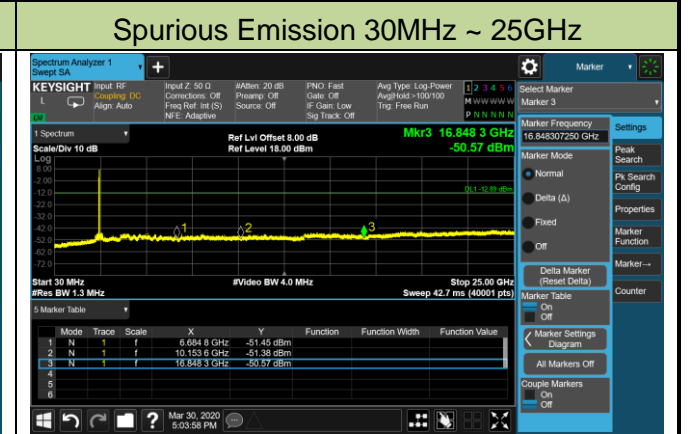 Spurious Emission 30MHz ~ 25GHz
Spectrum Analyzer 1
Swept SA
Marker
KEYSIGHT
L
Input: RF
Coupling: DC
Align: Auto
Input Z: 50 Ω
Corrections: Off
Freq Ref: Int (S)
NFE: Adaptive
#Atten: 20 dB
Preamp: Off
Source: Off
PNO: Fast
Gate: Off
IF Gain: Low
Sig Track: Off
Avg Type: Log-Power
Avg|Hold:>100/100
Trig: Free Run
1 2 3 4 5 6
M W W W W W
P N N N N N
Select Marker
Marker 3
1 Spectrum
Scale/Div 10 dB
Log
Ref Lvl Offset 8.00 dB
Ref Level 18.00 dBm
Mkr3 16.848 3 GHz
-50.57 dBm
8.00
-2.00
-12.0
-22.0
-32.0
-42.0
-52.0
-62.0
-72.0
DL1 -12.89 dBm
1
2
3
Start 30 MHz
#Res BW 1.3 MHz
#Video BW 4.0 MHz
Stop 25.00 GHz
Sweep 42.7 ms (40001 pts)
5 Marker Table
Mode Trace Scale X Y Function Function Width Function Value
1 N 1 f 6.684 8 GHz -51.45 dBm
2 N 1 f 10.153 6 GHz -51.38 dBm
3 N 1 f 16.848 3 GHz -50.57 dBm
4
5
6
Marker Frequency
16.848307250 GHz
Marker Mode
Normal
Delta (Δ)
Fixed
Off
Delta Marker
(Reset Delta)
Marker Table
On
Off
Marker Settings
Diagram
All Markers Off
Couple Markers
On
Off
Settings
Peak
Search
Pk Search
Config
Properties
Marker
Function
Marker→
Counter
?
Mar 30, 2020
5:03:58 PM